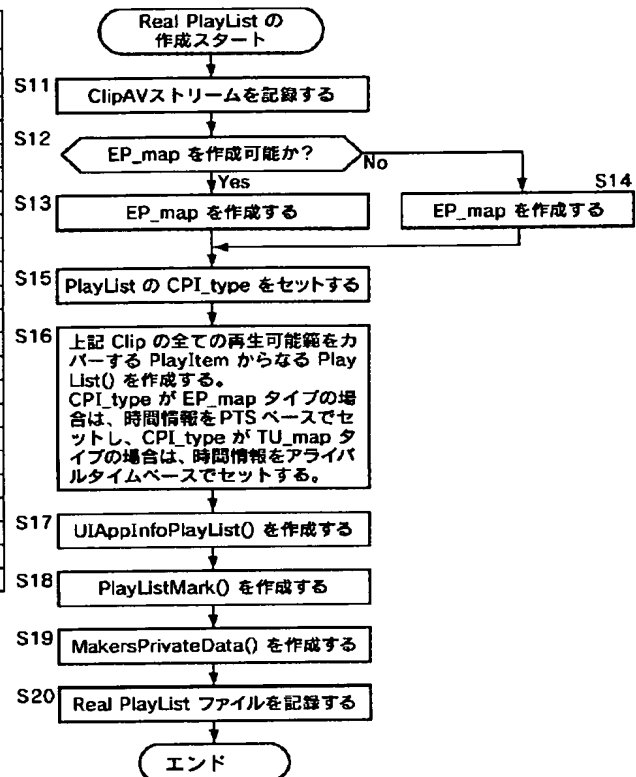 Real PlayList の
作成スタート
S11
ClipAVストリームを記録する
S12
EP_map を作成可能か？
No
Yes
S13
EP_map を作成する
S14
EP_map を作成する
S15
PlayList の CPI_type をセットする
S16
上記 Clip の全ての再生可能範をカ
バーする PlayItem からなる Play
List() を作成する。
CPI_type が EP_map タイプの場
合は、時間情報を PTS ベースでセ
ットし、CPI_type が TU_map タ
イプの場合は、時間情報をアライバ
ルタイムベースでセットする。
S17
UIAppInfoPlayList() を作成する
S18
PlayListMark() を作成する
S19
MakersPrivateData() を作成する
S20
Real PlayList ファイルを記録する
エンド